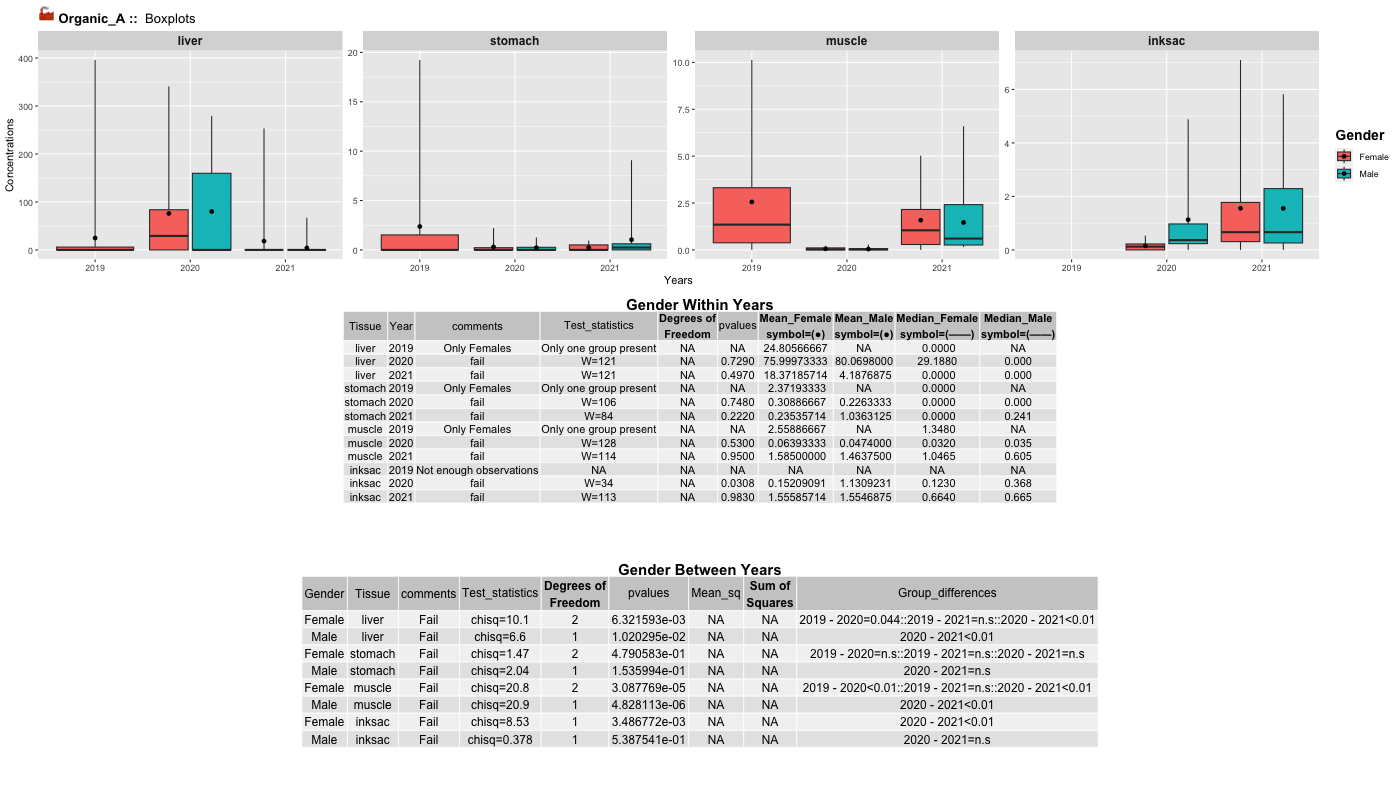 Organic_A :: Boxplots
liver stomach muscle inksac
400 300 200 100 0
20 15 10 5 0
10.0 7.5 5.0 2.5 0.0
6 4 2 0
Concentrations
2019 2020 2021 2019 2020 2021 2019 2020 2021 2019 2020 2021
Years
Gender
Female
Male
Gender Within Years
Tissue Year comments Test_statistics Degrees of Freedom pvalues Mean_Female symbol=(●) Mean_Male symbol=(●) Median_Female symbol=(——) Median_Male symbol=(——)
liver 2019 Only Females Only one group present NA NA 24.80566667 NA 0.0000 NA
liver 2020 fail W=121 NA 0.7290 75.99973333 80.0698000 29.1880 0.000
liver 2021 fail W=121 NA 0.4970 18.37185714 4.1876875 0.0000 0.000
stomach 2019 Only Females Only one group present NA NA 2.37193333 NA 0.0000 NA
stomach 2020 fail W=106 NA 0.7480 0.30886667 0.2263333 0.0000 0.000
stomach 2021 fail W=84 NA 0.2220 0.23535714 1.0363125 0.0000 0.241
muscle 2019 Only Females Only one group present NA NA 2.55886667 NA 1.3480 NA
muscle 2020 fail W=128 NA 0.5300 0.06393333 0.0474000 0.0320 0.035
muscle 2021 fail W=114 NA 0.9500 1.58500000 1.4637500 1.0465 0.605
inksac 2019 Not enough observations NA NA NA NA NA NA NA
inksac 2020 fail W=34 NA 0.0308 0.15209091 1.1309231 0.1230 0.368
inksac 2021 fail W=113 NA 0.9830 1.55585714 1.5546875 0.6640 0.665
Gender Between Years
Gender Tissue comments Test_statistics Degrees of Freedom pvalues Mean_sq Sum of Squares Group_differences
Female liver Fail chisq=10.1 2 6.321593e-03 NA NA 2019 - 2020=0.044::2019 - 2021=n.s::2020 - 2021<0.01
Male liver Fail chisq=6.6 1 1.020295e-02 NA NA 2020 - 2021<0.01
Female stomach Fail chisq=1.47 2 4.790583e-01 NA NA 2019 - 2020=n.s::2019 - 2021=n.s::2020 - 2021=n.s
Male stomach Fail chisq=2.04 1 1.535994e-01 NA NA 2020 - 2021=n.s
Female muscle Fail chisq=20.8 2 3.087769e-05 NA NA 2019 - 2020<0.01::2019 - 2021=n.s::2020 - 2021<0.01
Male muscle Fail chisq=20.9 1 4.828113e-06 NA NA 2020 - 2021<0.01
Female inksac Fail chisq=8.53 1 3.486772e-03 NA NA 2020 - 2021<0.01
Male inksac Fail chisq=0.378 1 5.387541e-01 NA NA 2020 - 2021=n.s